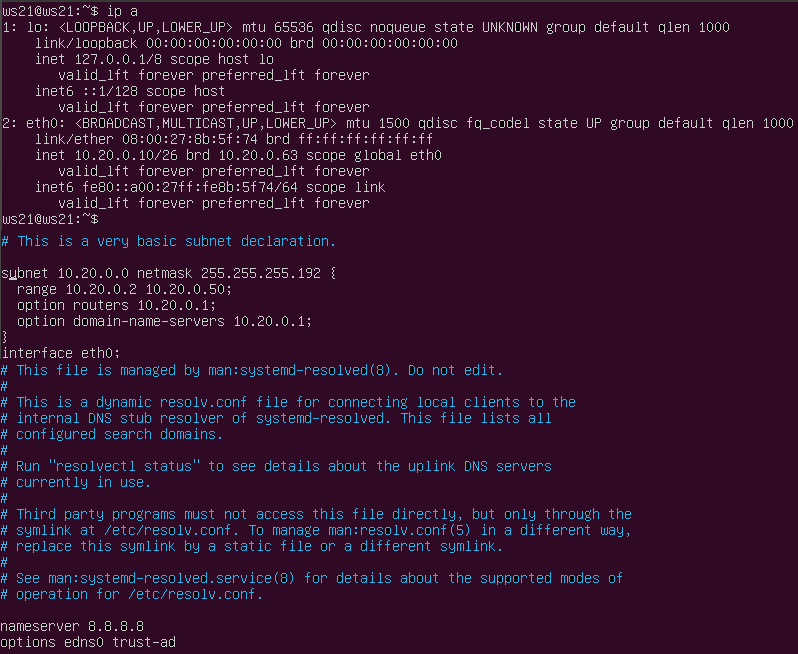 ws21@ws21:~$ ip a
1: lo: <LOOPBACK,UP,LOWER_UP> mtu 65536 qdisc noqueue state UNKNOWN group default qlen 1000
    link/loopback 00:00:00:00:00:00 brd 00:00:00:00:00:00
    inet 127.0.0.1/8 scope host lo
       valid_lft forever preferred_lft forever
    inet6 ::1/128 scope host
       valid_lft forever preferred_lft forever
2: eth0: <BROADCAST,MULTICAST,UP,LOWER_UP> mtu 1500 qdisc fq_codel state UP group default qlen 1000
    link/ether 08:00:27:8b:5f:74 brd ff:ff:ff:ff:ff:ff
    inet 10.20.0.10/26 brd 10.20.0.63 scope global eth0
       valid_lft forever preferred_lft forever
    inet6 fe80::a00:27ff:fe8b:5f74/64 scope link
       valid_lft forever preferred_lft forever
ws21@ws21:~$
# This is a very basic subnet declaration.

subnet 10.20.0.0 netmask 255.255.255.192 {
  range 10.20.0.2 10.20.0.50;
  option routers 10.20.0.1;
  option domain-name-servers 10.20.0.1;
}
interface eth0;
# This file is managed by man:systemd-resolved(8). Do not edit.
#
# This is a dynamic resolv.conf file for connecting local clients to the
# internal DNS stub resolver of systemd-resolved. This file lists all
# configured search domains.
#
# Run "resolvectl status" to see details about the uplink DNS servers
# currently in use.
#
# Third party programs must not access this file directly, but only through the
# symlink at /etc/resolv.conf. To manage man:resolv.conf(5) in a different way,
# replace this symlink by a static file or a different symlink.
#
# See man:systemd-resolved.service(8) for details about the supported modes of
# operation for /etc/resolv.conf.

nameserver 8.8.8.8
options edns0 trust-ad